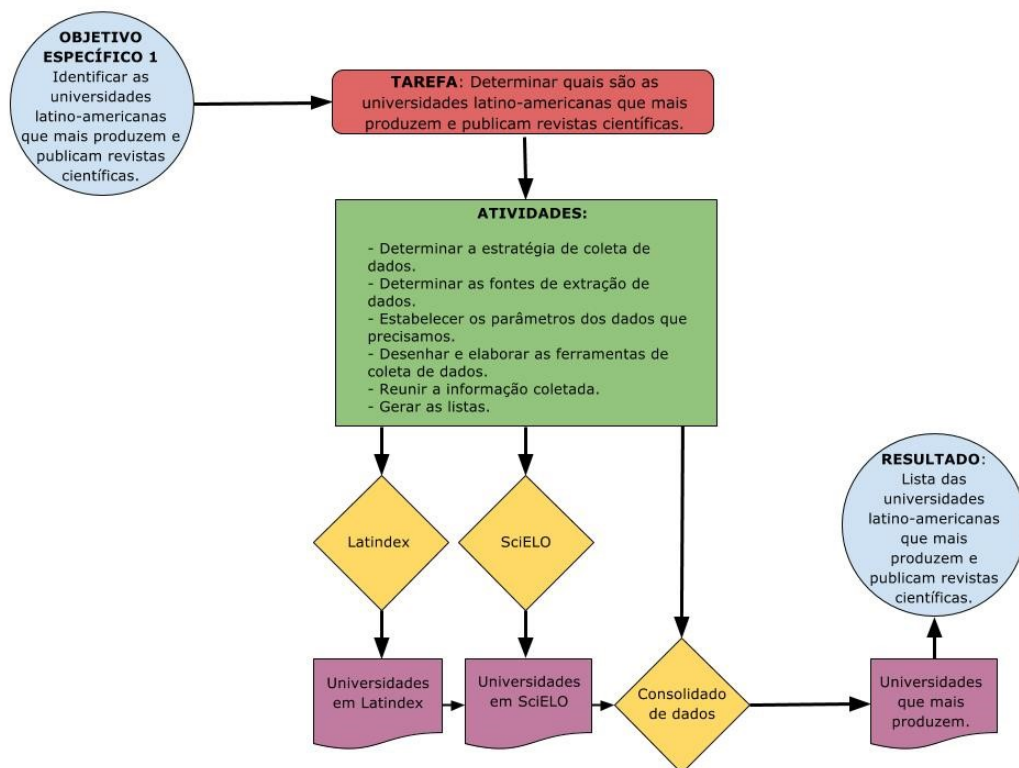 OBJETIVO
ESPECÍFICO 1
Identificar as
universidades
latino-americanas
que mais produzem e
publicam revistas
científicas.
TAREFA: Determinar quais são as
universidades latino-americanas que mais
produzem e publicam revistas científicas.
ATIVIDADES:
- Determinar a estratégia de coleta de
dados.
- Determinar as fontes de extração de
dados.
- Estabelecer os parâmetros dos dados que
precisamos.
- Desenhar e elaborar as ferramentas de
coleta de dados.
- Reunir a informação coletada.
- Gerar as listas.
Latindex
SciELO
Universidades
em Latindex
Universidades
em SciELO
Consolidado
de dados
Universidades
que mais
produzem.
RESULTADO:
Lista das
universidades
latino-americanas
que mais
produzem e
publicam revistas
científicas.